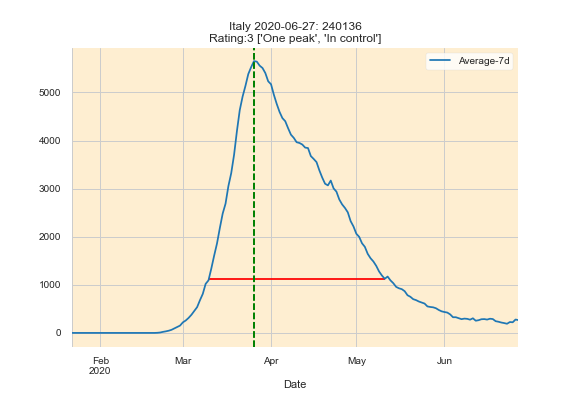 Italy 2020-06-27: 240136
Rating:3 ['One peak', 'In control']
Average-7d
5000
4000
3000
2000
1000
0
Feb Mar Apr May Jun
2020
Date